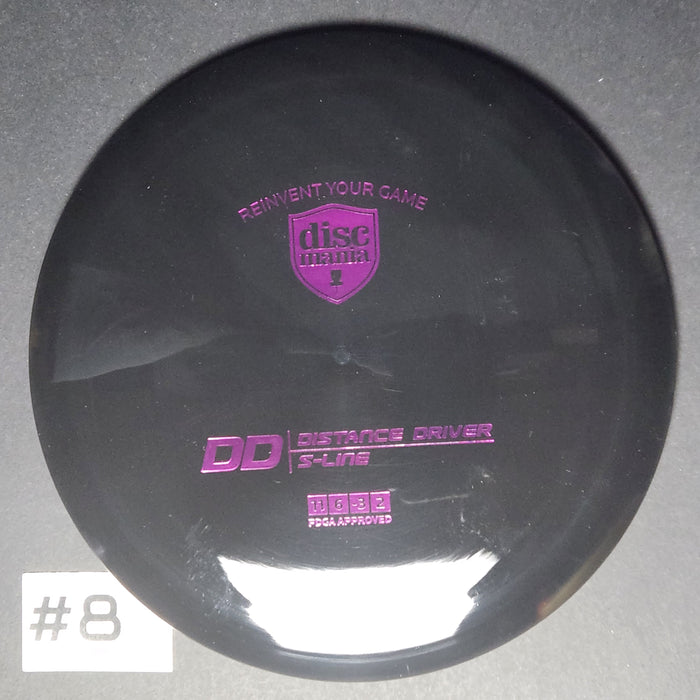 REINVENT YOUR GAME
disc
mania
DD
DISTANCE DRIVER
S-LINE
11 6 -3 2
PDGA APPROVED
#8